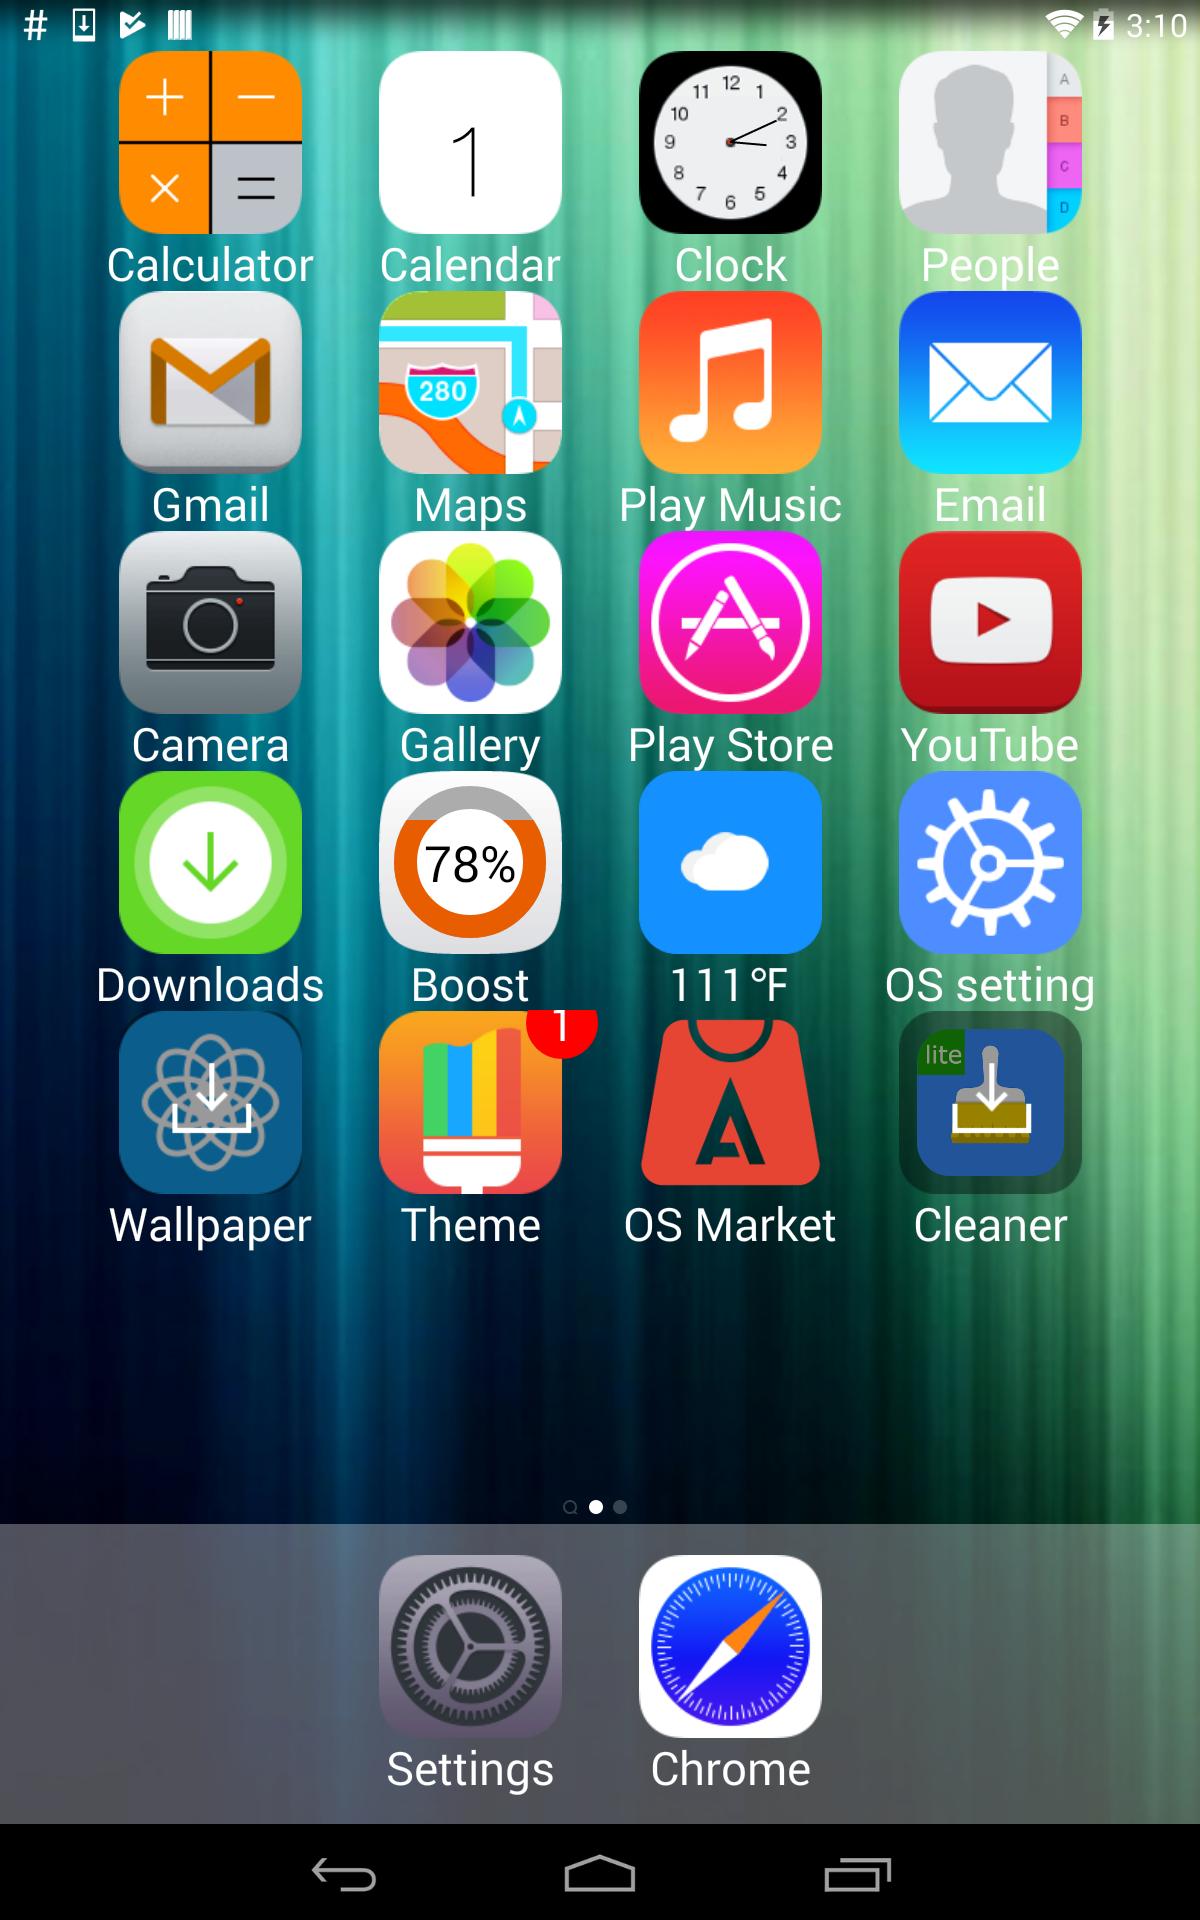 3:10
1
12
11 1
10 2
9 3
8 4
7 5
6
A
B
C
D
Calculator Calendar Clock People
280
Gmail Maps Play Music Email
Camera Gallery Play Store YouTube
78%
Downloads Boost 111°F OS setting
1
lite
A
Wallpaper Theme OS Market Cleaner
Settings Chrome